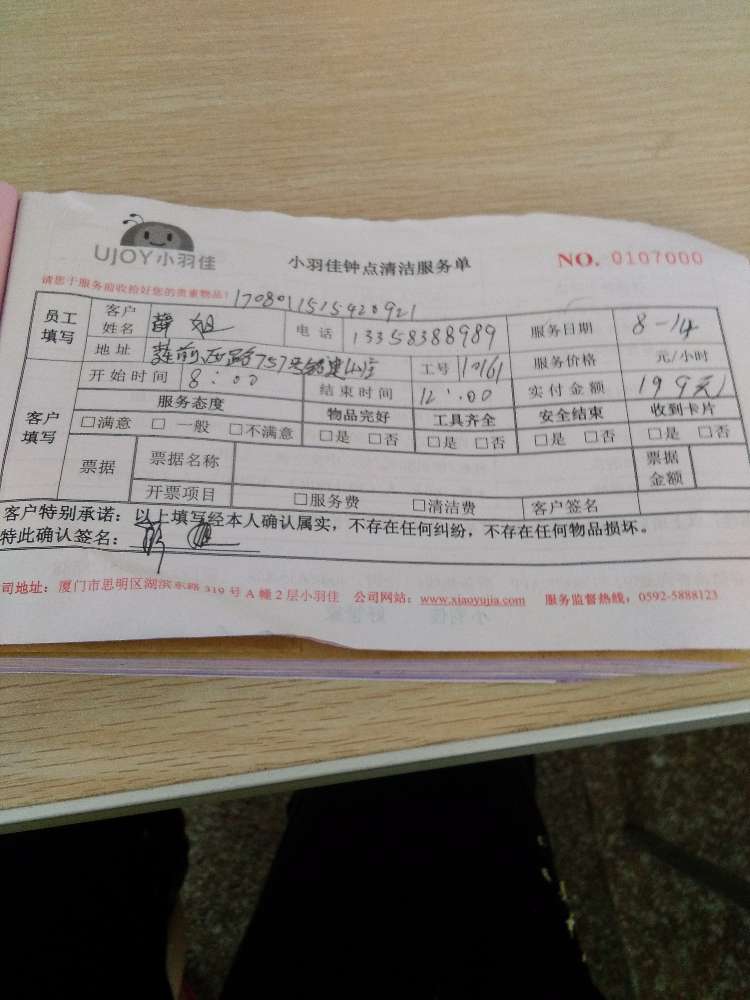 UJOY小羽佳 小羽佳钟点清洁服务单 NO. 0107000
请您于服务前收拾好您的贵重物品! 1708011515920921
员工填写 客户姓名 薛姐 电话 13358388989 服务日期 8-14
地址 莲前西路757号 工号 10161 服务价格 元/小时
客户填写 开始时间 8:00 结束时间 12:00 实付金额 199元
服务态度 物品完好 工具齐全 安全结束 收到卡片
□满意 □一般 □不满意 □是 □否 □是 □否 □是 □否 □是 □否
票据 票据名称 票据金额
开票项目 □服务费 □清洁费 客户签名
客户特别承诺：以上填写经本人确认属实，不存在任何纠纷，不存在任何物品损坏。
特此确认签名：
司地址：厦门市思明区湖滨东路 319 号 A 幢 2 层小羽佳 公司网站：www.xiaoyujia.com 服务监督热线：0592-5888123